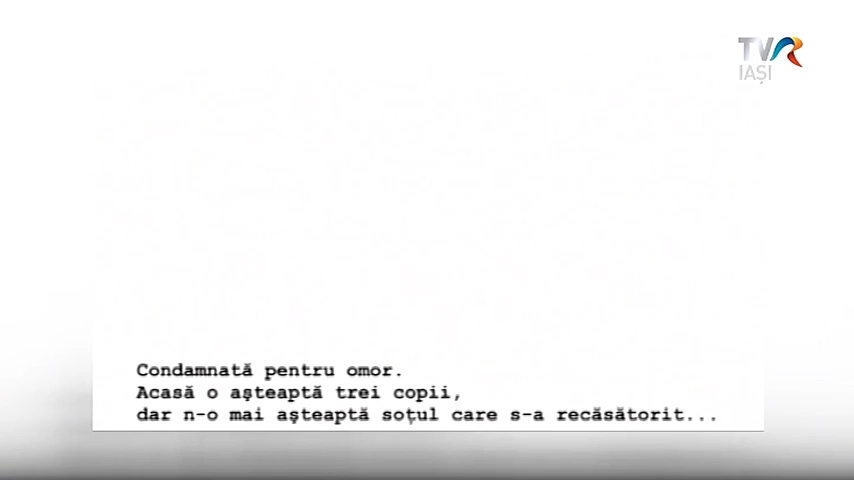 TVR
IAȘI
Condamnată pentru omor.
Acasă o așteaptă trei copii,
dar n-o mai așteaptă soțul care s-a recăsătorit...